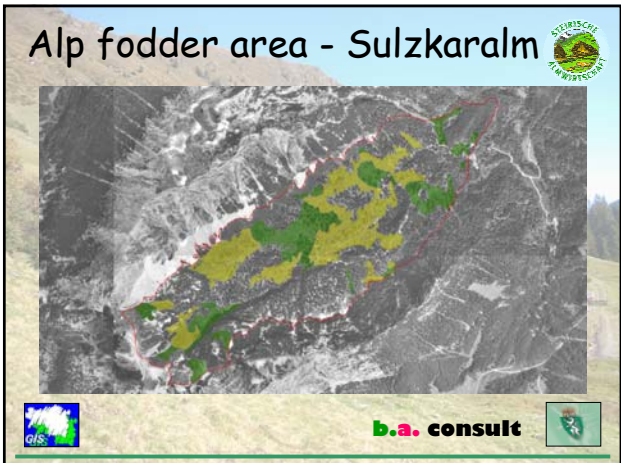 Alp fodder area - Sulzkaralm
STEIRISCHE
ALMWIRTSCHAFT
GIS
b.a. consult